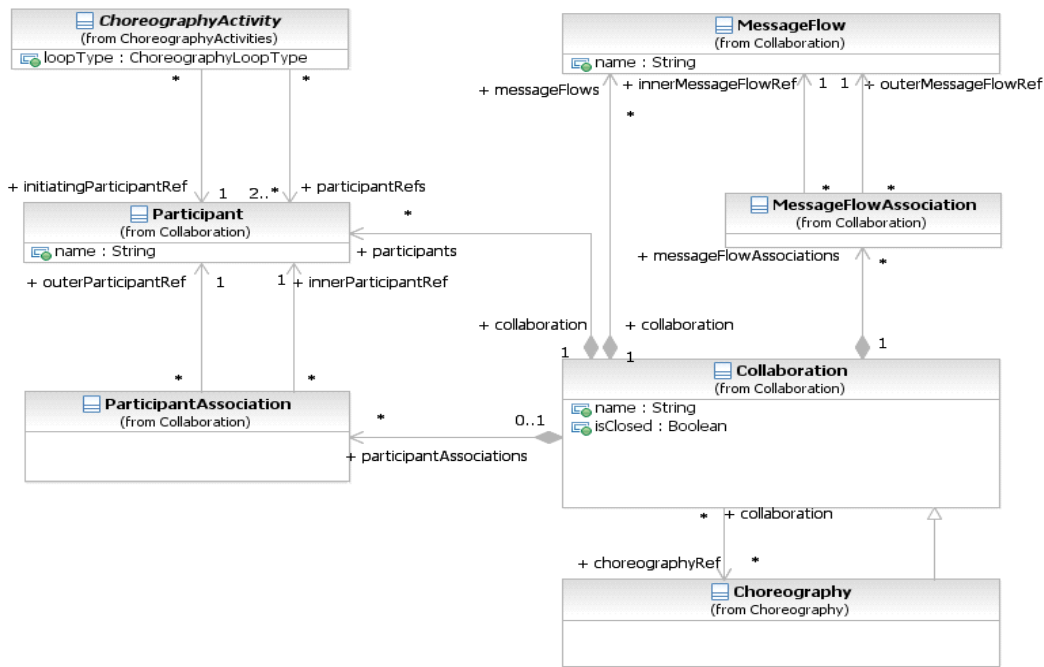 ChoreographyActivity
(from ChoreographyActivities)
loopType : ChoreographyLoopType
*
*
+ initiatingParticipantRef
1
2..*
+ participantRefs
Participant
(from Collaboration)
name : String
+ outerParticipantRef
1
1
+ innerParticipantRef
*
*
ParticipantAssociation
(from Collaboration)
MessageFlow
(from Collaboration)
name : String
+ messageFlows
*
+ innerMessageFlowRef
1
1
+ outerMessageFlowRef
*
*
MessageFlowAssociation
(from Collaboration)
+ messageFlowAssociations
*
*
+ participants
+ collaboration
1
+ collaboration
1
1
Collaboration
(from Collaboration)
name : String
isClosed : Boolean
*
0..1
+ participantAssociations
*
+ collaboration
+ choreographyRef
*
Choreography
(from Choreography)